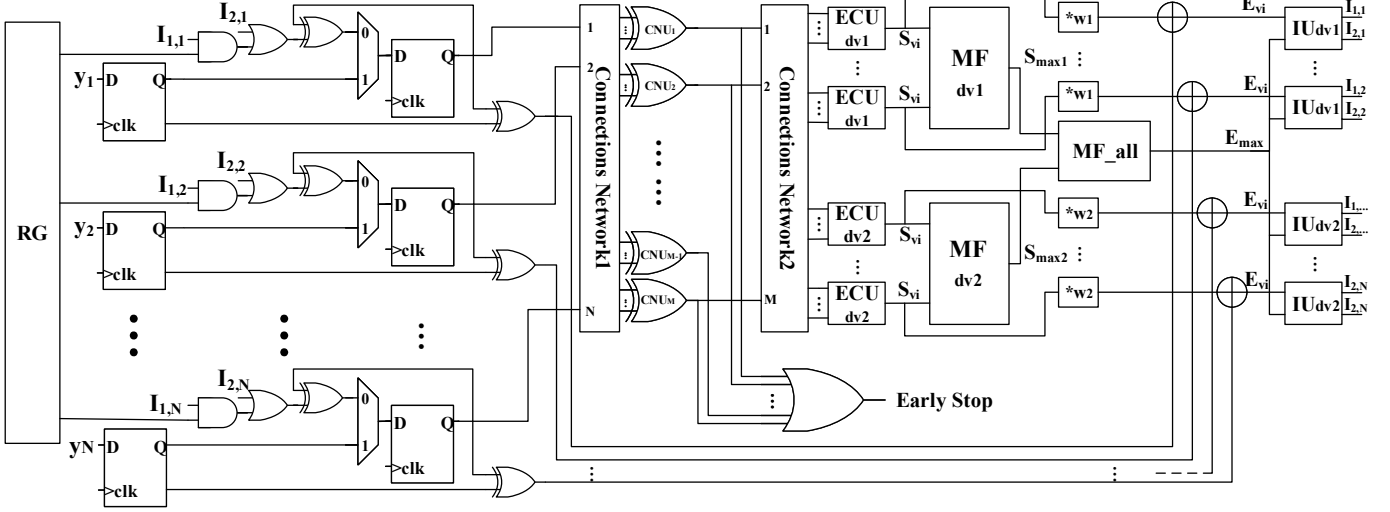 RG
I1,1
I2,1
0
1
D
Q
clk
y1
D
Q
clk
I1,2
I2,2
0
1
D
Q
clk
y2
D
Q
clk
I1,N
I2,N
0
1
D
Q
clk
yN
D
Q
clk
1
2
N
Connections Network1
CNU1
CNU2
CNUM-1
CNUM
1
2
M
Connections Network2
ECU
dv1
Svi
ECU
dv1
Svi
ECU
dv2
Svi
ECU
dv2
Svi
MF
dv1
MF
dv2
Smax1
Smax2
*w1
*w1
*w2
*w2
MF_all
Emax
Evi
Evi
Evi
Evi
IUdv1
I1,1
I2,1
IUdv1
I1,2
I2,2
IUdv2
I1,...
I2,...
IUdv2
I2,N
I2,N
Early Stop